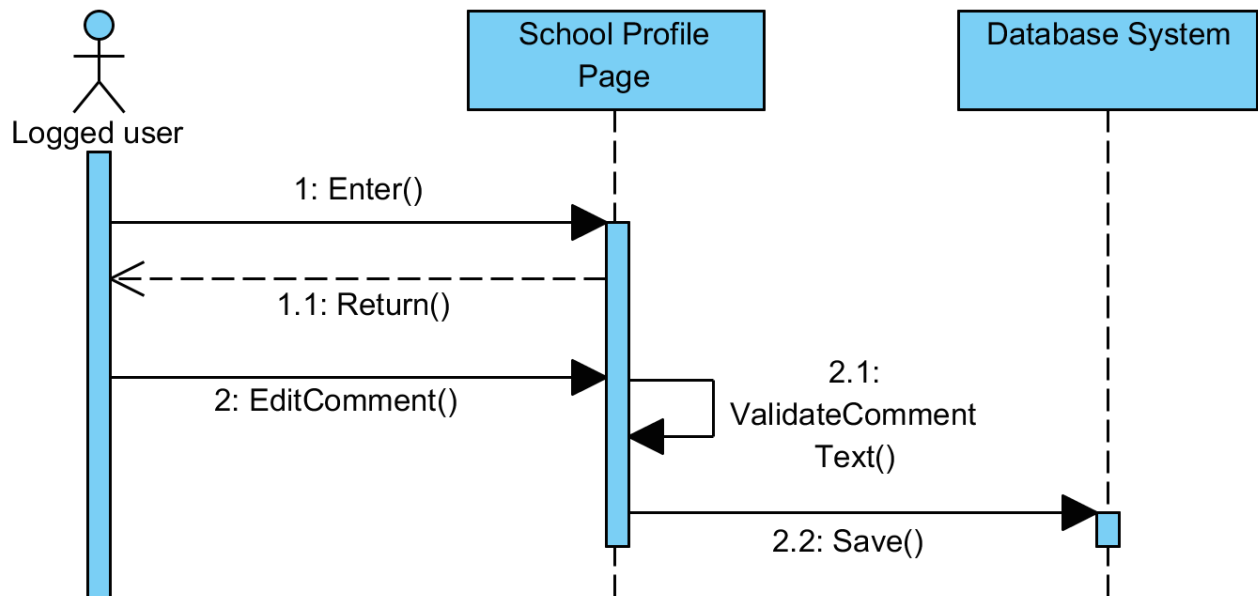 School Profile
Page
Database System
Logged user
1: Enter()
1.1: Return()
2: EditComment()
2.1:
ValidateComment
Text()
2.2: Save()